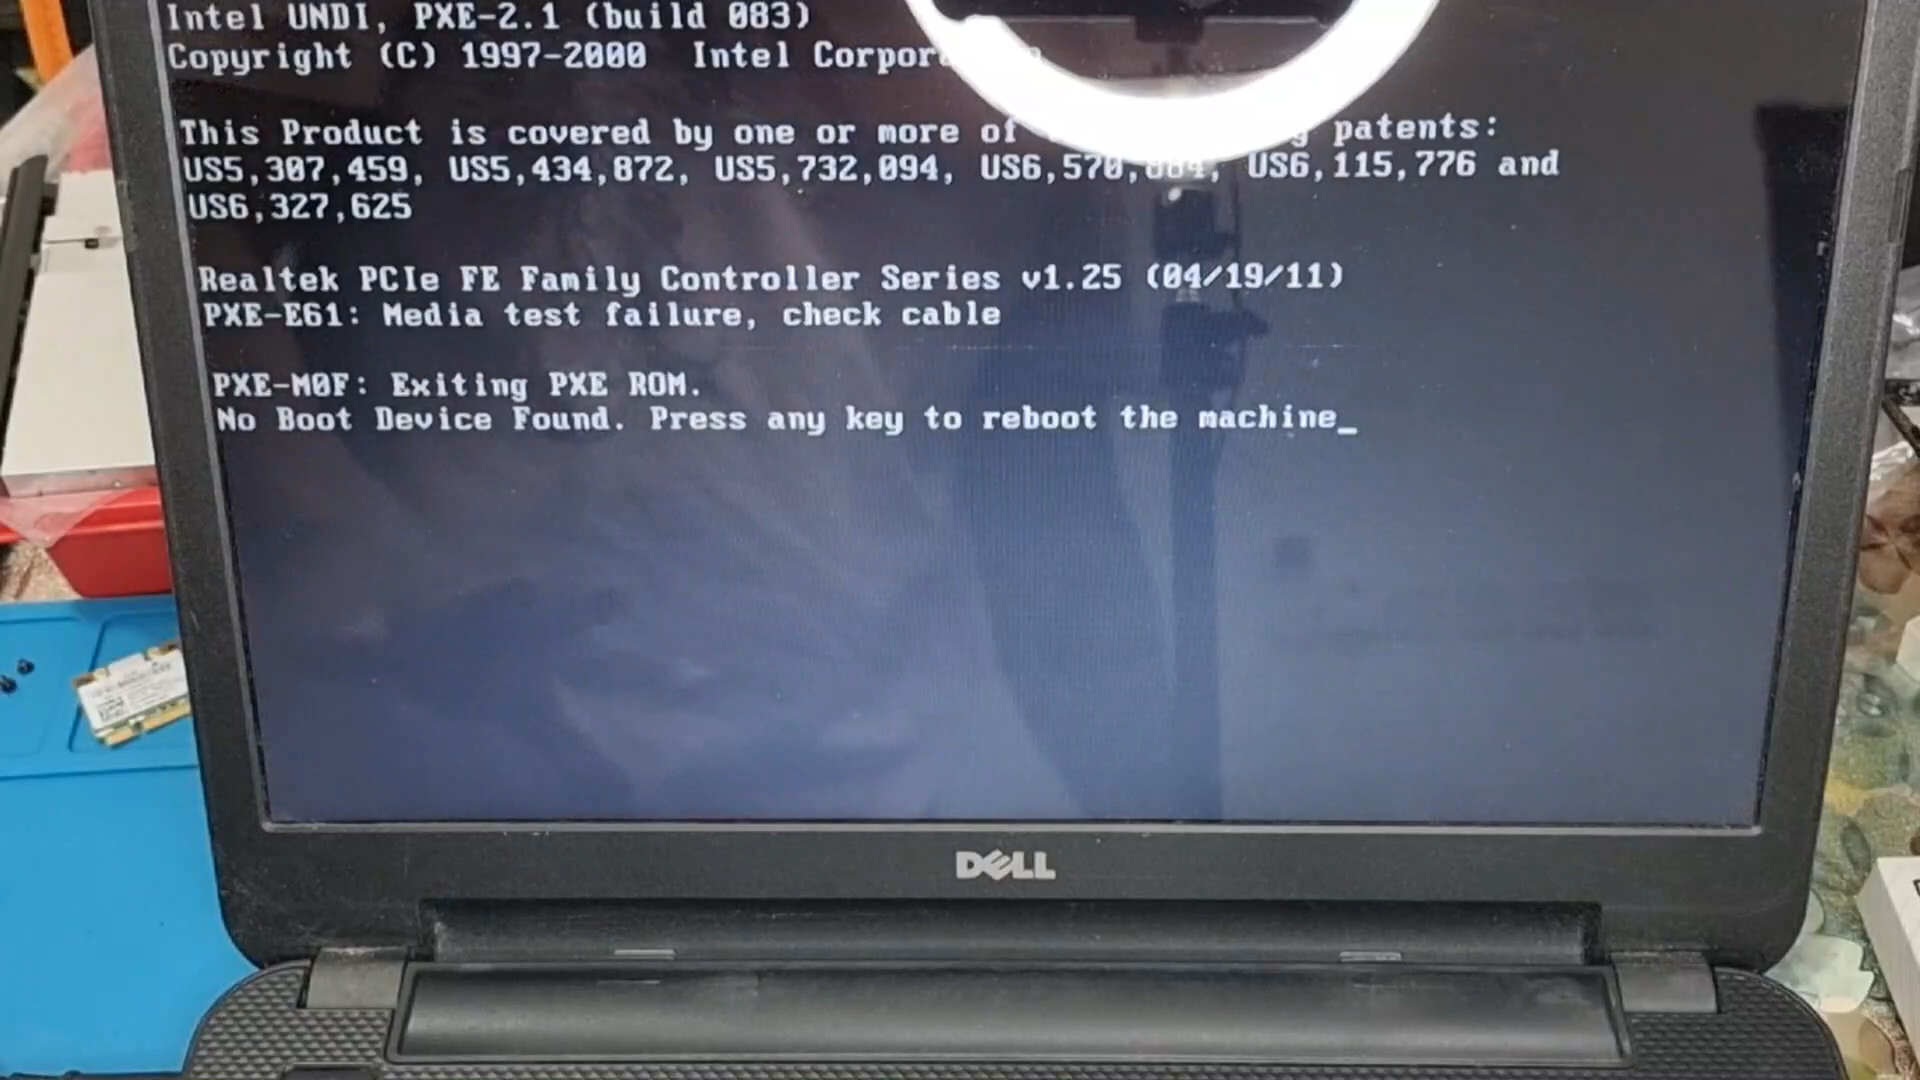 Intel UNDI, PXE-2.1 (build 083)
Copyright (C) 1997-2000 Intel Corpor
This Product is covered by one or more of patents:
US5,307,459, US5,434,872, US5,732,094, US6,570,884, US6,115,776 and
US6,327,625
Realtek PCIe FE Family Controller Series v1.25 (04/19/11)
PXE-E61: Media test failure, check cable
PXE-M0F: Exiting PXE ROM.
No Boot Device Found. Press any key to reboot the machine_
DELL